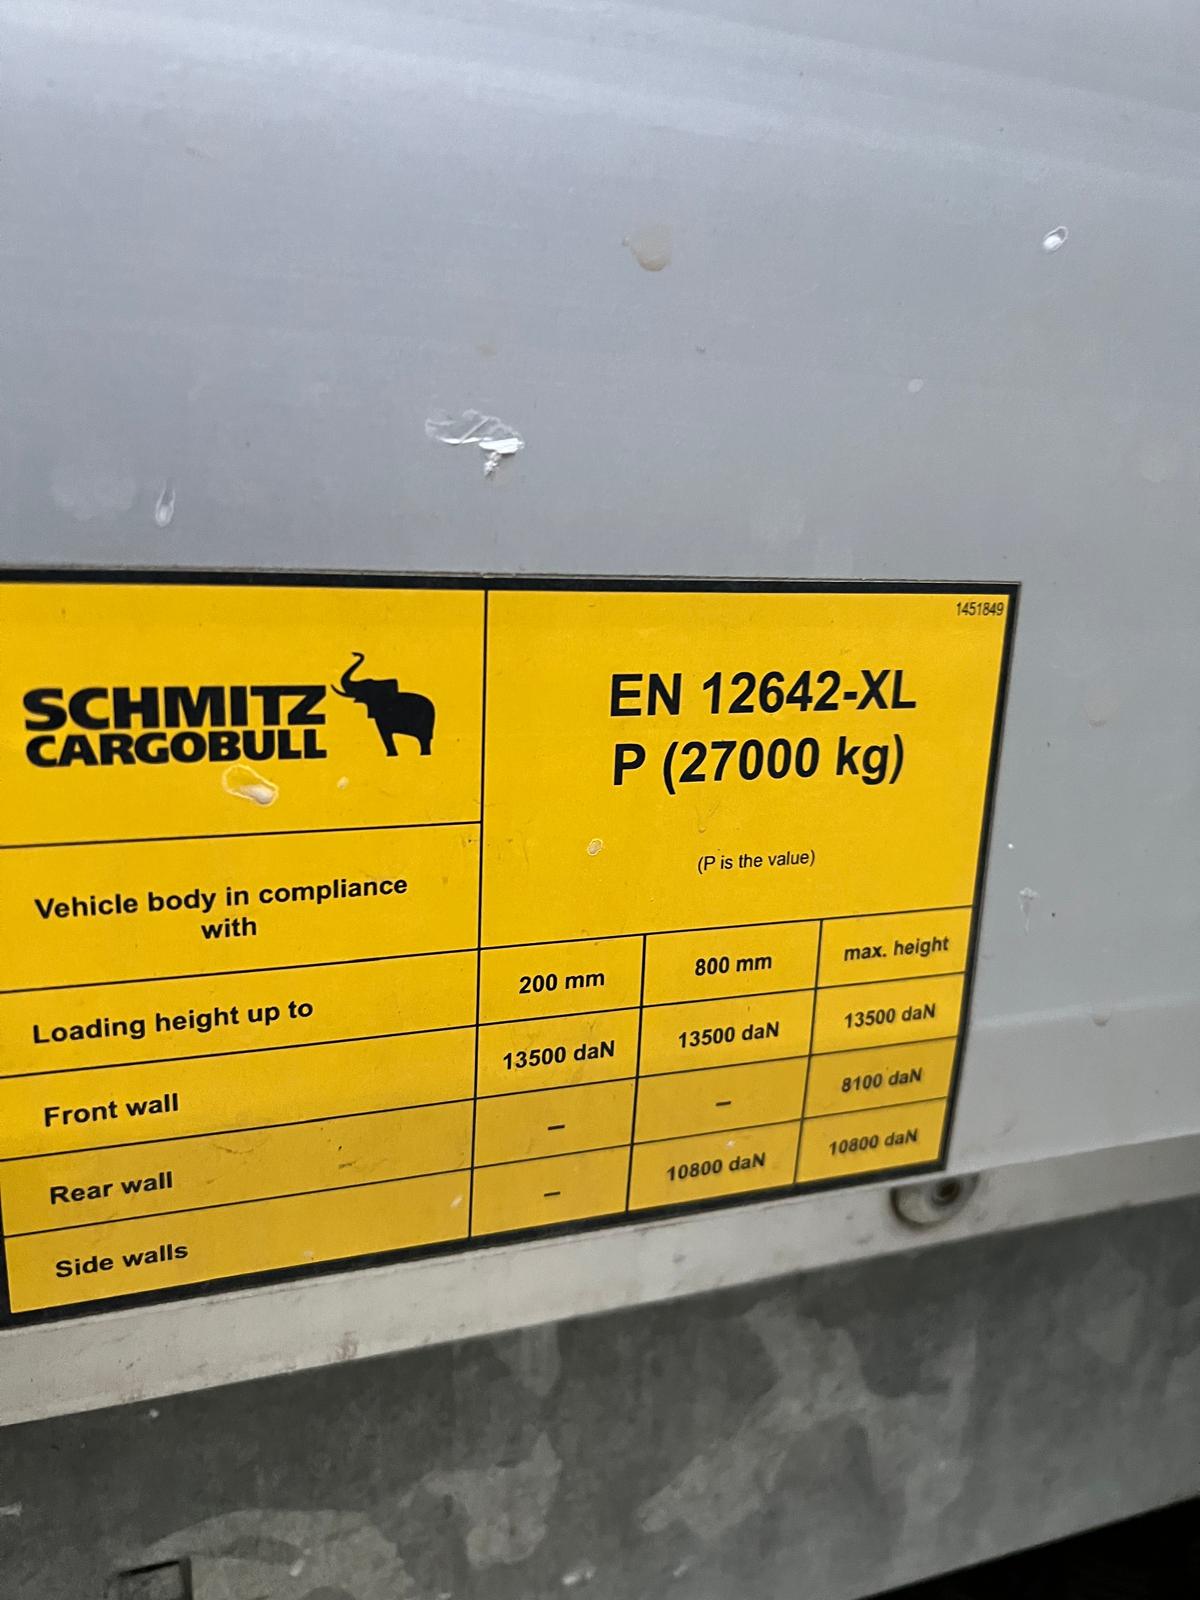 1451849
SCHMITZ
CARGOBULL
EN 12642-XL
P (27000 kg)
(P is the value)
Vehicle body in compliance
with
Loading height up to 200 mm 800 mm max. height
Front wall 13500 daN 13500 daN 13500 daN
Rear wall – – 8100 daN
Side walls – 10800 daN 10800 daN